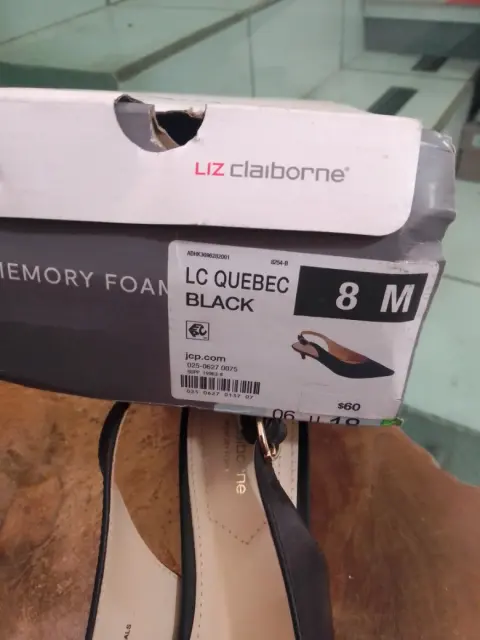 LIZ claiborne
MEMORY FOAM
LC QUEBEC
BLACK
8 M
jcp.com
025-0627 0075
$60